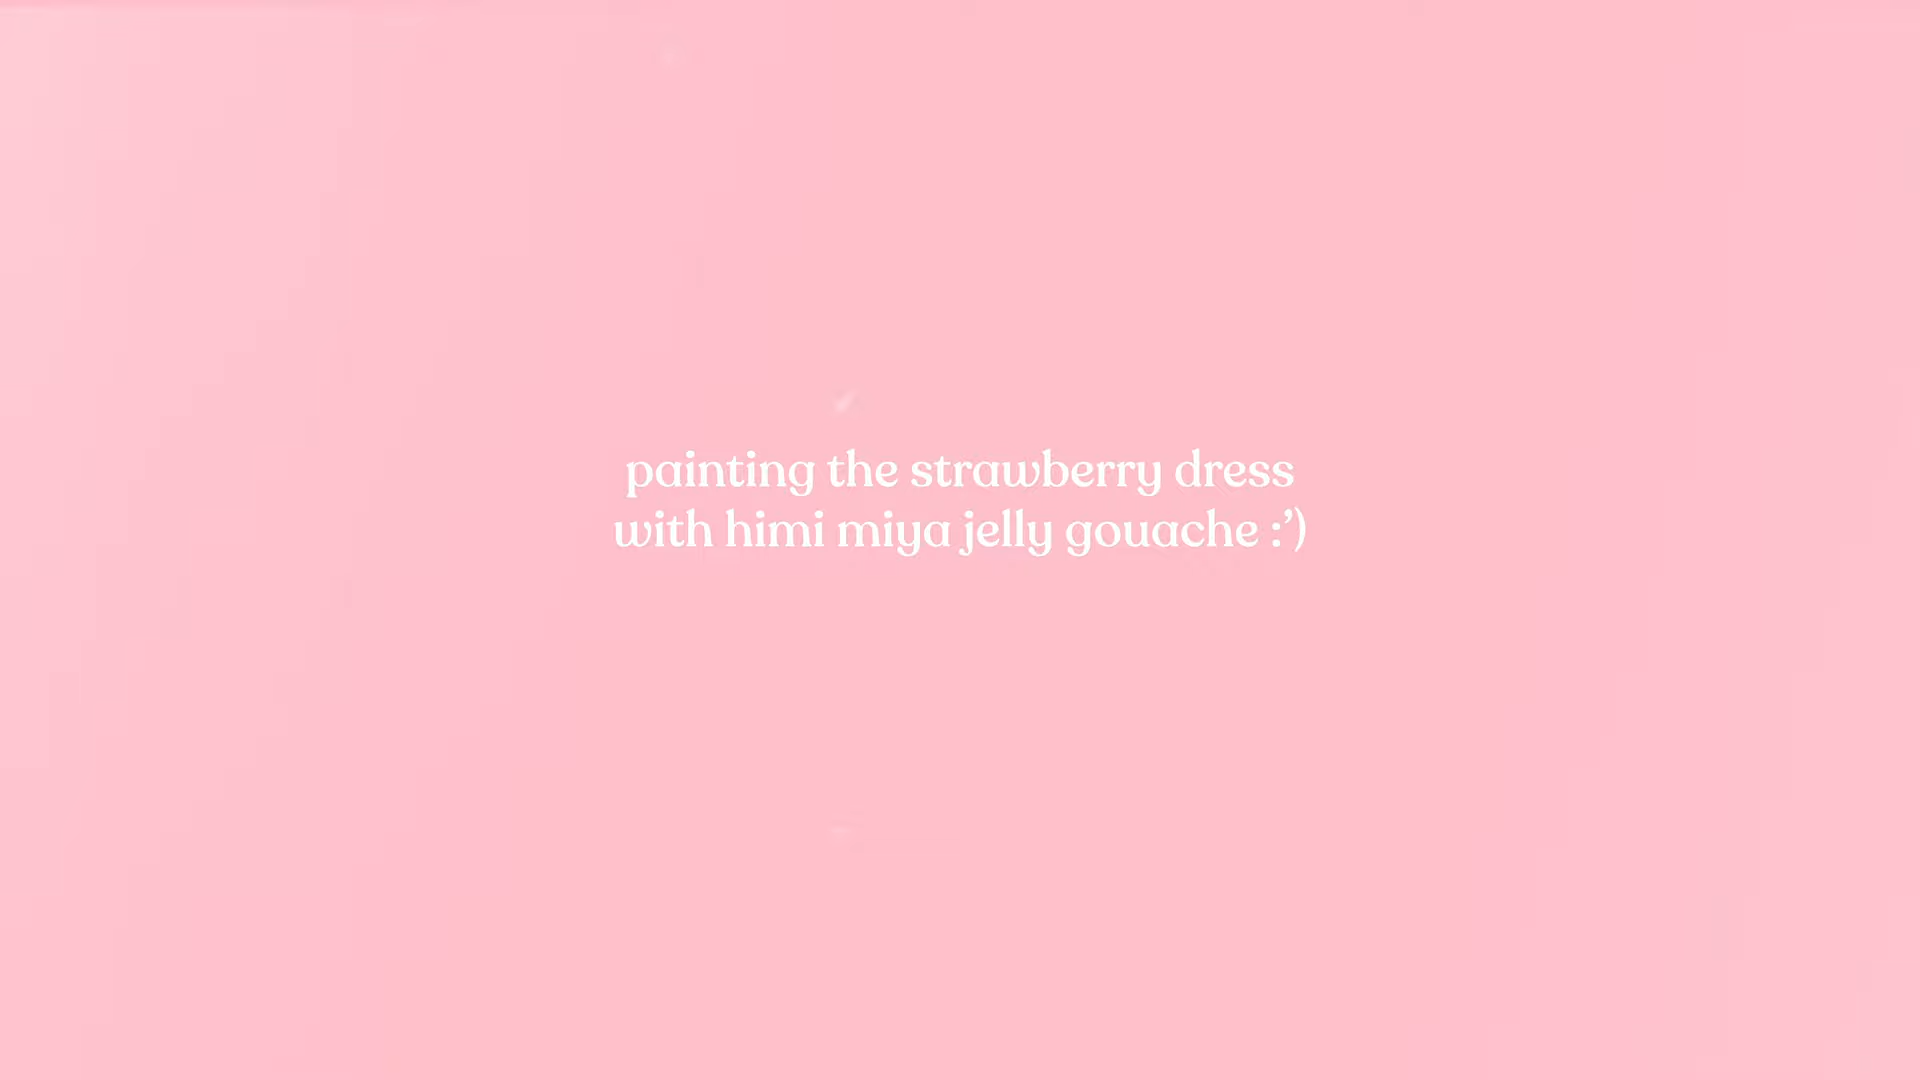 painting the strawberry dress
with himi miya jelly gouache :’)